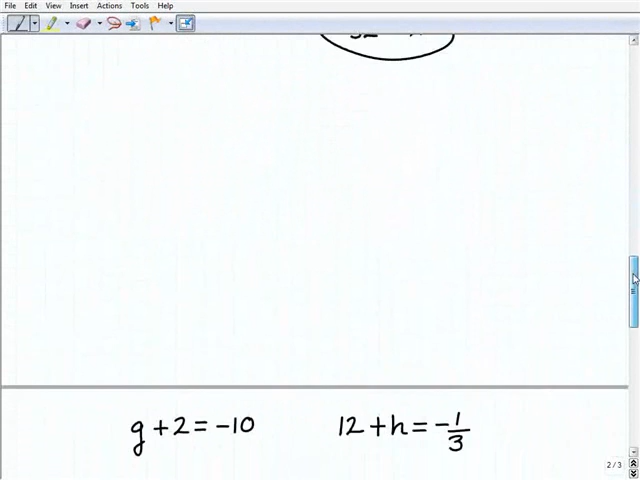 File Edit View Insert Actions Tools Help
g + 2 = -10 12 + h = -1/3
2 / 3